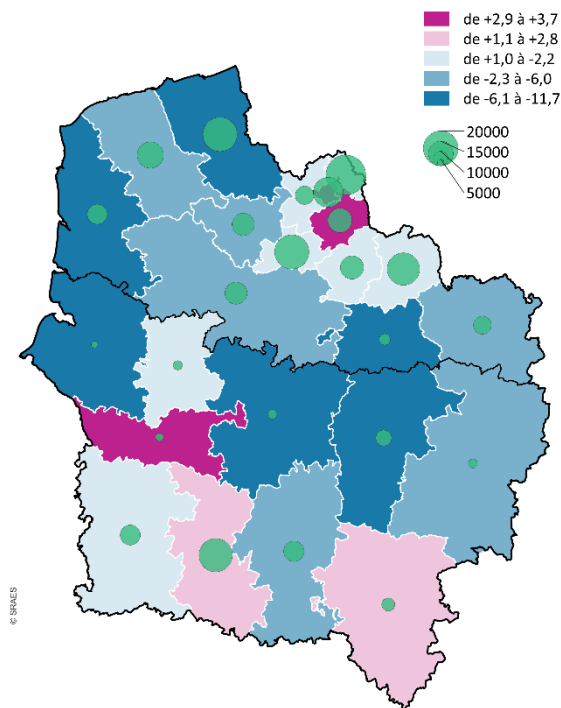 de +2,9 à +3,7
de +1,1 à +2,8
de +1,0 à -2,2
de -2,3 à -6,0
de -6,1 à -11,7
20000
15000
10000
5000
© SRAES